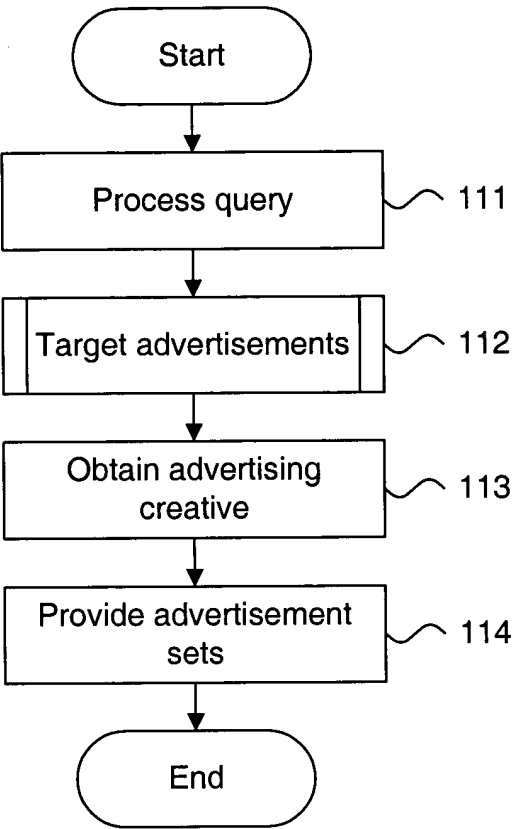 Start
Process query
111
Target advertisements
112
Obtain advertising
creative
113
Provide advertisement
sets
114
End